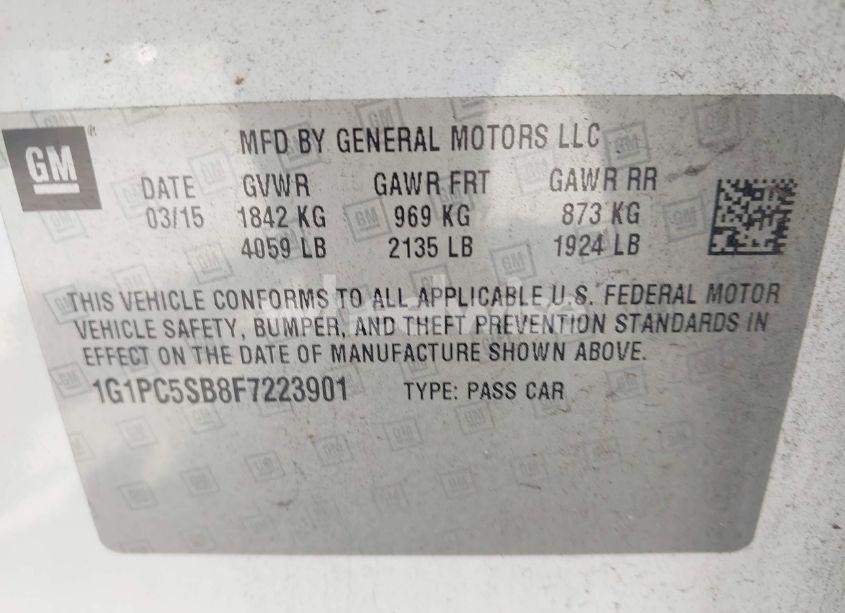 GM
MFD BY GENERAL MOTORS LLC
DATE GVWR GAWR FRT GAWR RR
03/15 1842 KG 969 KG 873 KG
4059 LB 2135 LB 1924 LB
THIS VEHICLE CONFORMS TO ALL APPLICABLE U.S. FEDERAL MOTOR
VEHICLE SAFETY, BUMPER, AND THEFT PREVENTION STANDARDS IN
EFFECT ON THE DATE OF MANUFACTURE SHOWN ABOVE.
1G1PC5SB8F7223901 TYPE: PASS CAR